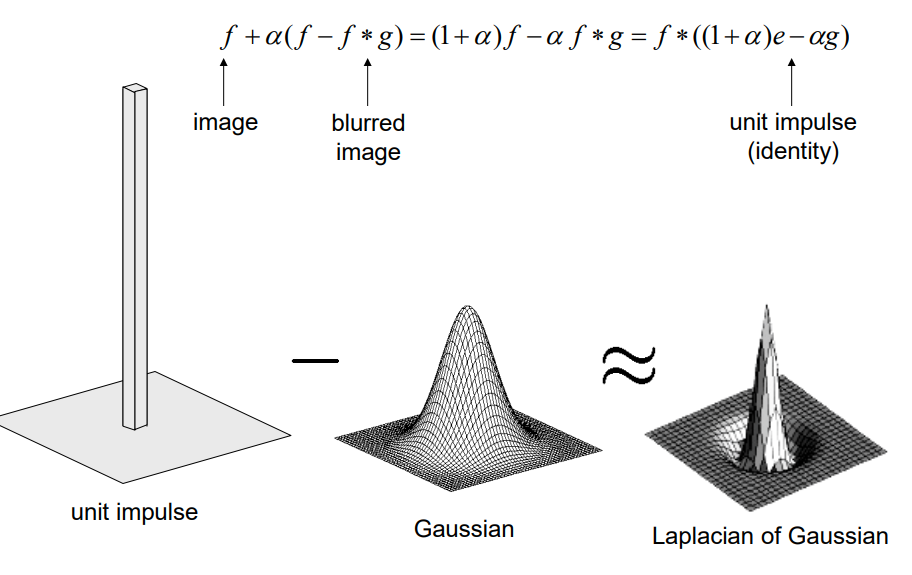 f + α(f − f ∗ g) = (1+α)f − α f ∗ g = f ∗((1+α)e − αg)
image
blurred
image
unit impulse
(identity)
−
≈
unit impulse
Gaussian
Laplacian of Gaussian